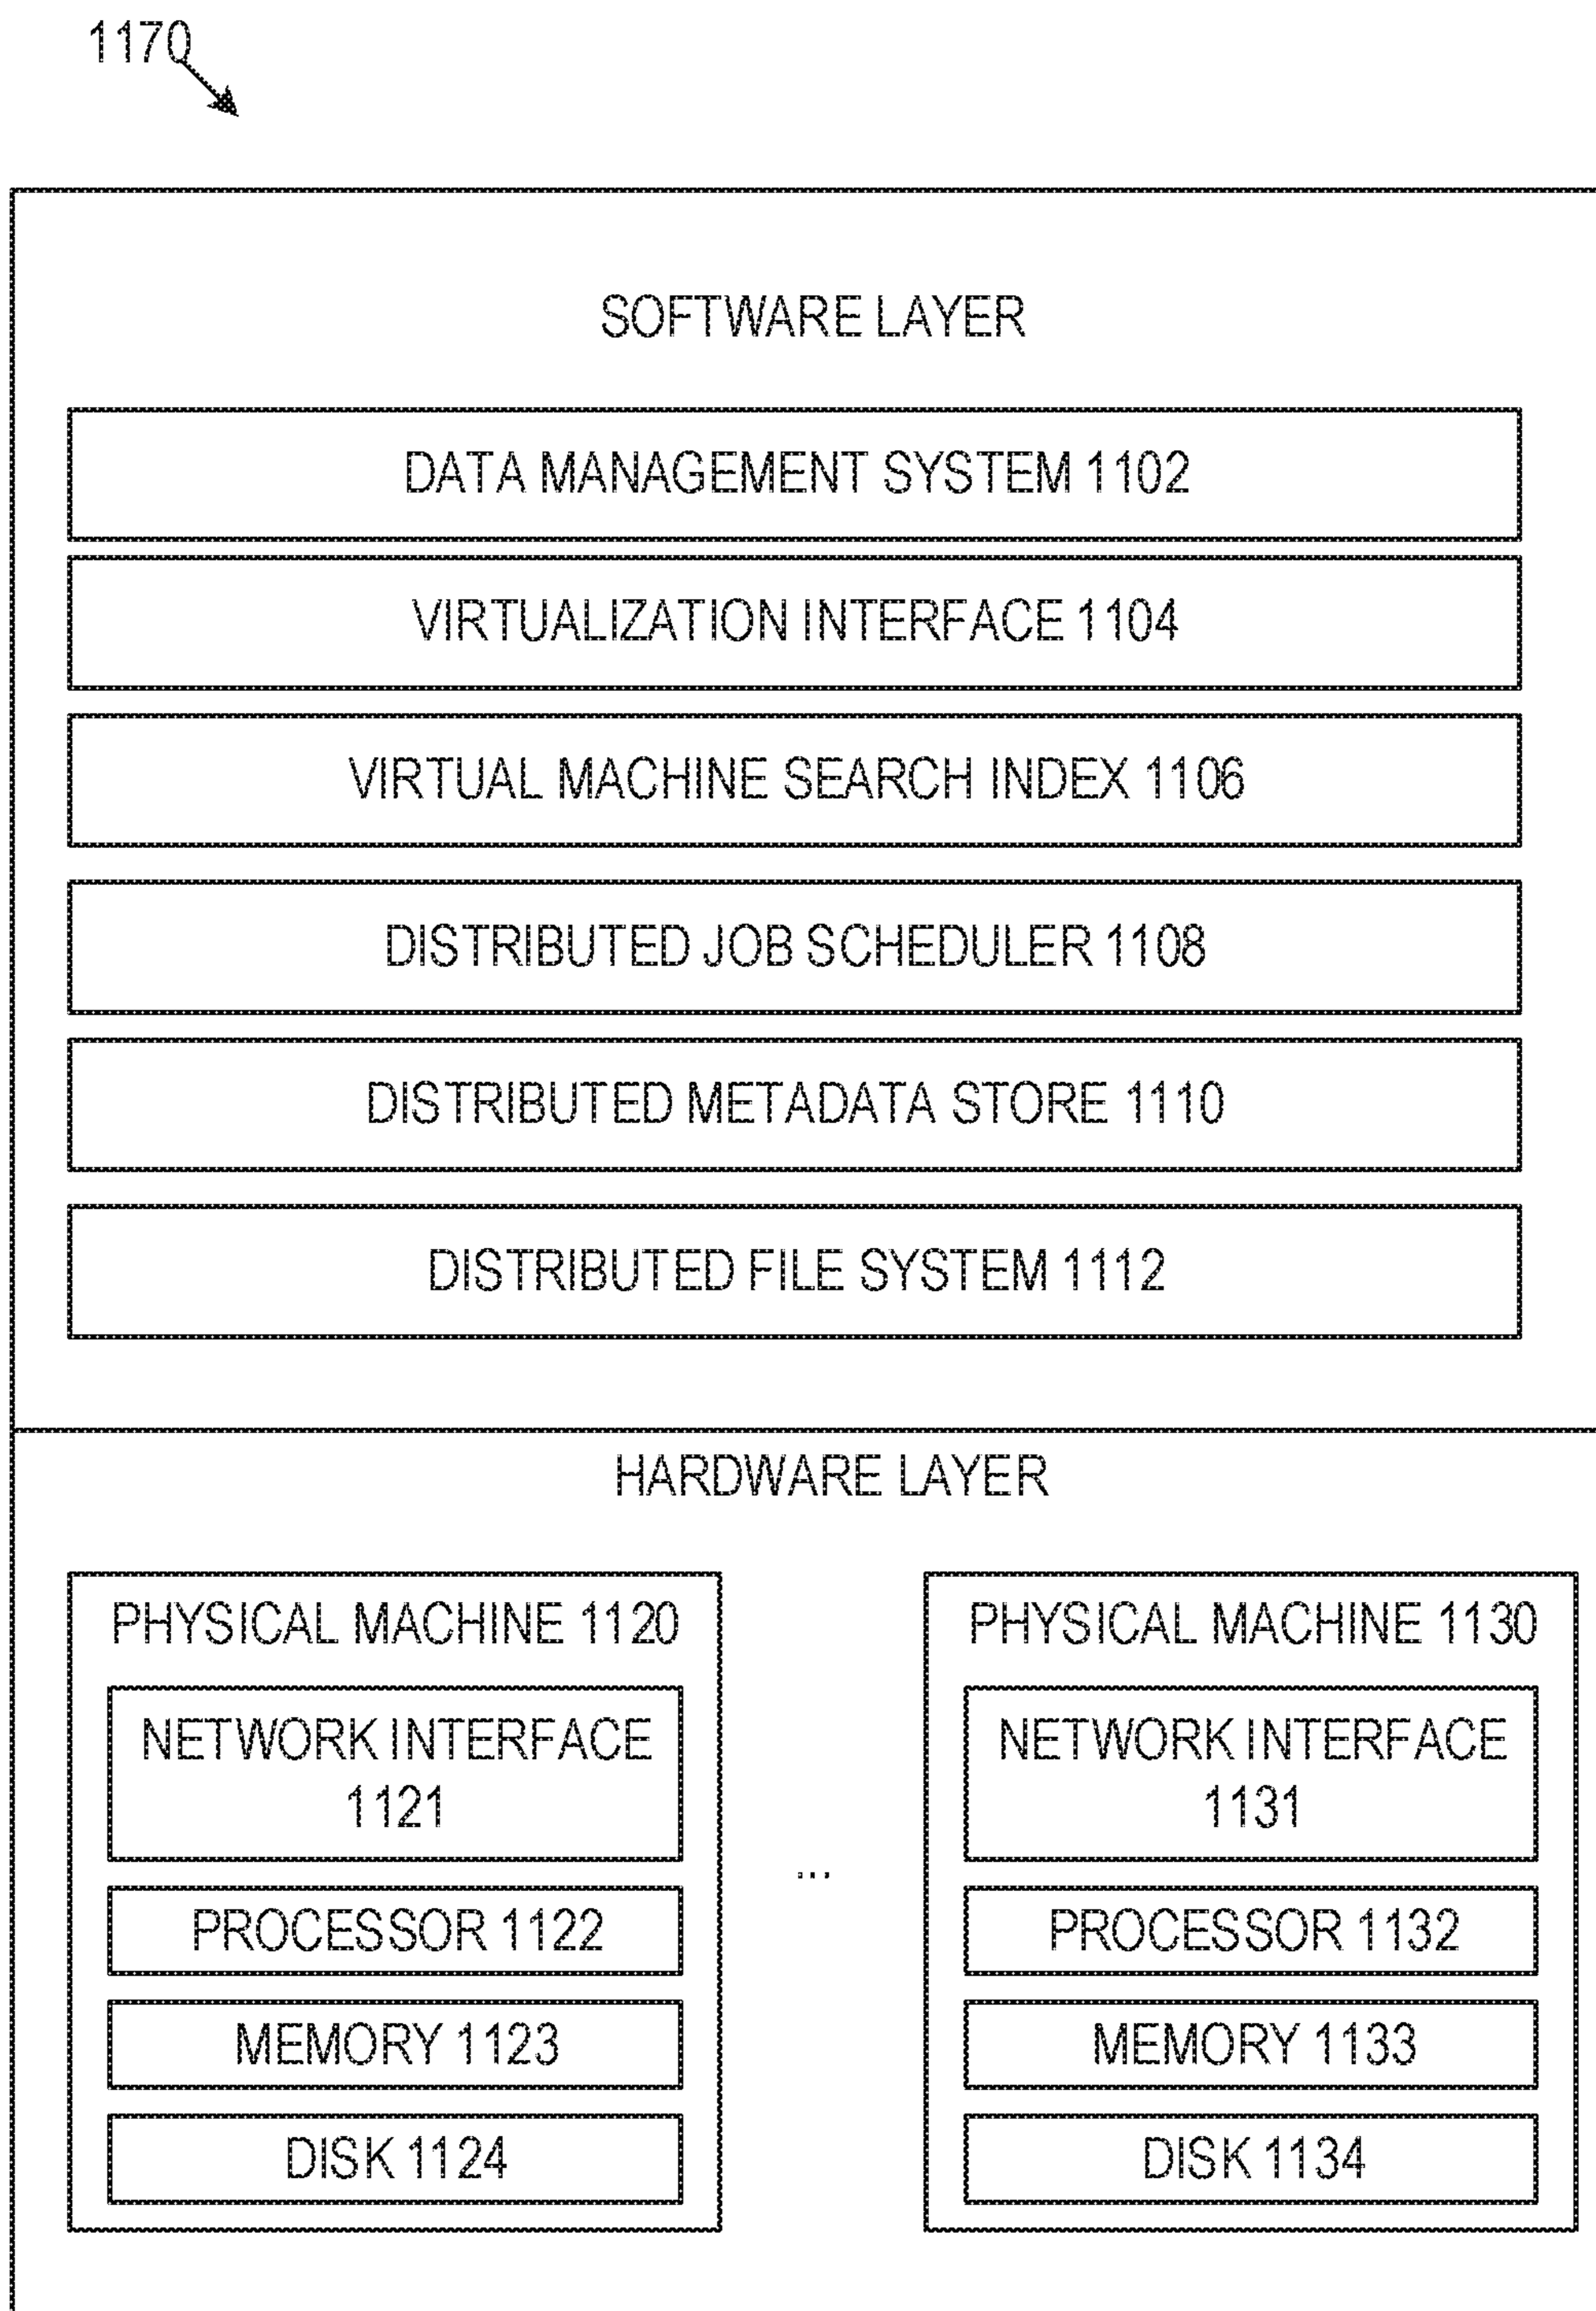 1170
SOFTWARE LAYER
DATA MANAGEMENT SYSTEM 1102
VIRTUALIZATION INTERFACE 1104
VIRTUAL MACHINE SEARCH INDEX 1106
DISTRIBUTED JOB SCHEDULER 1108
DISTRIBUTED METADATA STORE 1110
DISTRIBUTED FILE SYSTEM 1112
HARDWARE LAYER
PHYSICAL MACHINE 1120
NETWORK INTERFACE
1121
PROCESSOR 1122
MEMORY 1123
DISK 1124
...
PHYSICAL MACHINE 1130
NETWORK INTERFACE
1131
PROCESSOR 1132
MEMORY 1133
DISK 1134